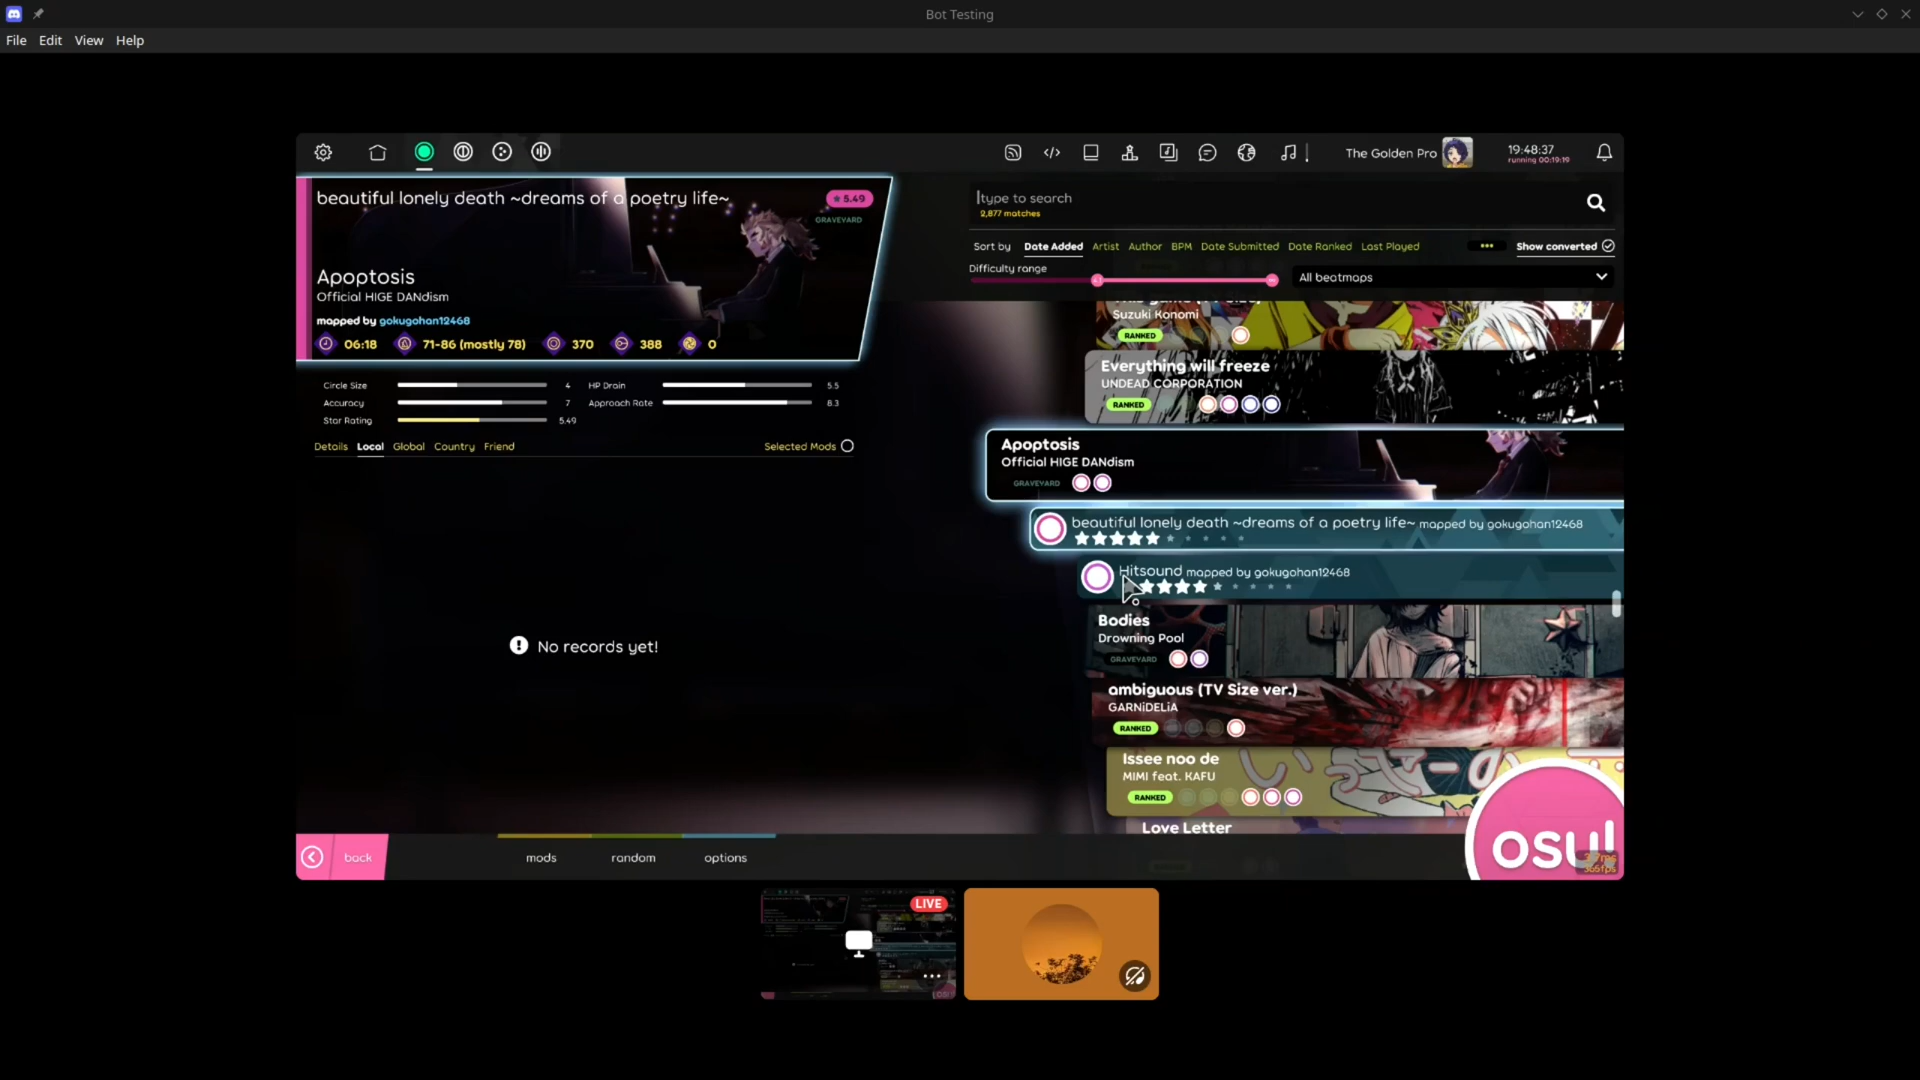 Bot Testing
File Edit View Help
The Golden Pro
19:48:37
running 00:19:19
beautiful lonely death ~dreams of a poetry life~
5.49
GRAVEYARD
Apoptosis
Official HIGE DANdism
mapped by gokugohan12468
06:18 71-86 (mostly 78) 370 388 0
Circle Size 4 HP Drain 5.5
Accuracy 7 Approach Rate 8.3
Star Rating 5.49
Details Local Global Country Friend Selected Mods
No records yet!
type to search
2,877 matches
Sort by Date Added Artist Author BPM Date Submitted Date Ranked Last Played ••• Show converted
Difficulty range
All beatmaps
Suzuki Konomi
RANKED
Everything will freeze
UNDEAD CORPORATION
RANKED
Apoptosis
Official HIGE DANdism
GRAVEYARD
beautiful lonely death ~dreams of a poetry life~ mapped by gokugohan12468
Hitsound mapped by gokugohan12468
Bodies
Drowning Pool
GRAVEYARD
ambiguous (TV Size ver.)
GARNiDELiA
RANKED
Issee noo de
MIMI feat. KAFU
RANKED
Love Letter
back
mods
random
options
osu!
LIVE